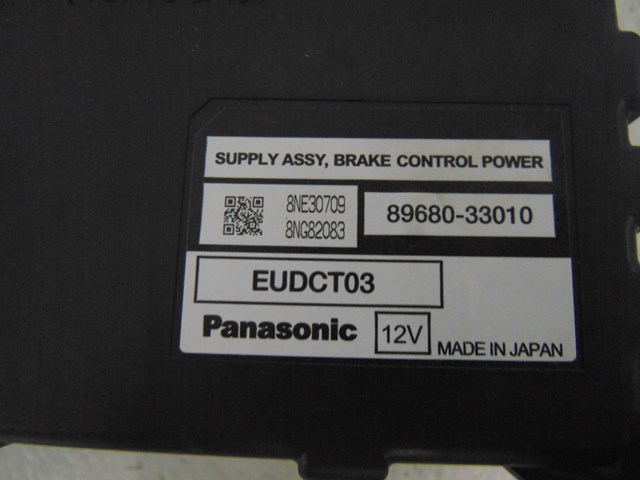 SUPPLY ASSY, BRAKE CONTROL POWER
8NE30709
8NG82083
89680-33010
EUDCT03
Panasonic
12V
MADE IN JAPAN